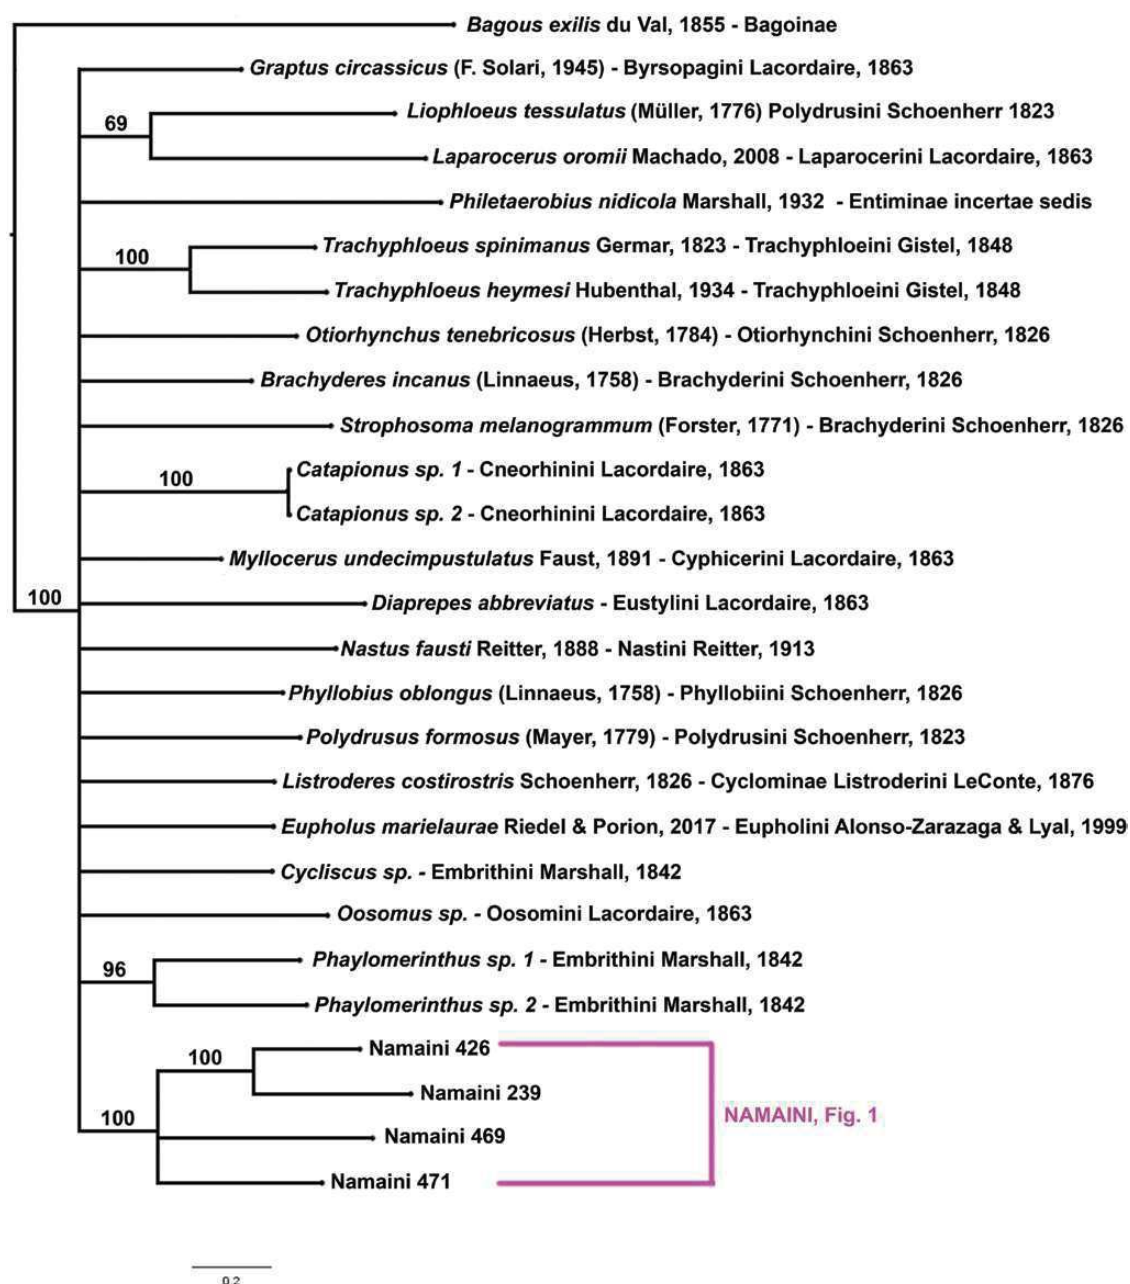 Bagous exilis du Val, 1855 - Bagoinae
Graptus circassicus (F. Solari, 1945) - Byrsopagini Lacordaire, 1863
69
Liophloeus tessulatus (Müller, 1776) Polydrusini Schoenherr 1823
Laparocerus oromii Machado, 2008 - Laparocerini Lacordaire, 1863
Philetaerobius nidicola Marshall, 1932 - Entiminae incertae sedis
100
Trachyphloeus spinimanus Germar, 1823 - Trachyphloeini Gistel, 1848
Trachyphloeus heymesi Hubenthal, 1934 - Trachyphloeini Gistel, 1848
Otiorhynchus tenebricosus (Herbst, 1784) - Otiorhynchini Schoenherr, 1826
Brachyderes incanus (Linnaeus, 1758) - Brachyderini Schoenherr, 1826
Strophosoma melanogrammum (Forster, 1771) - Brachyderini Schoenherr, 1826
100
Catapionus sp. 1 - Cneorhinini Lacordaire, 1863
Catapionus sp. 2 - Cneorhinini Lacordaire, 1863
Myllocerus undecimpustulatus Faust, 1891 - Cyphicerini Lacordaire, 1863
100
Diaprepes abbreviatus - Eustylini Lacordaire, 1863
Nastus fausti Reitter, 1888 - Nastini Reitter, 1913
Phyllobius oblongus (Linnaeus, 1758) - Phyllobiini Schoenherr, 1826
Polydrusus formosus (Mayer, 1779) - Polydrusini Schoenherr, 1823
Listroderes costirostris Schoenherr, 1826 - Cyclominae Listroderini LeConte, 1876
Eupholus marielaurae Riedel & Porion, 2017 - Eupholini Alonso-Zarazaga & Lyal, 1999
Cycliscus sp. - Embrithini Marshall, 1842
Oosomus sp. - Oosomini Lacordaire, 1863
96
Phaylomerinthus sp. 1 - Embrithini Marshall, 1842
Phaylomerinthus sp. 2 - Embrithini Marshall, 1842
100
Namaini 426
Namaini 239
100
NAMAINI, Fig. 1
Namaini 469
Namaini 471
0.2